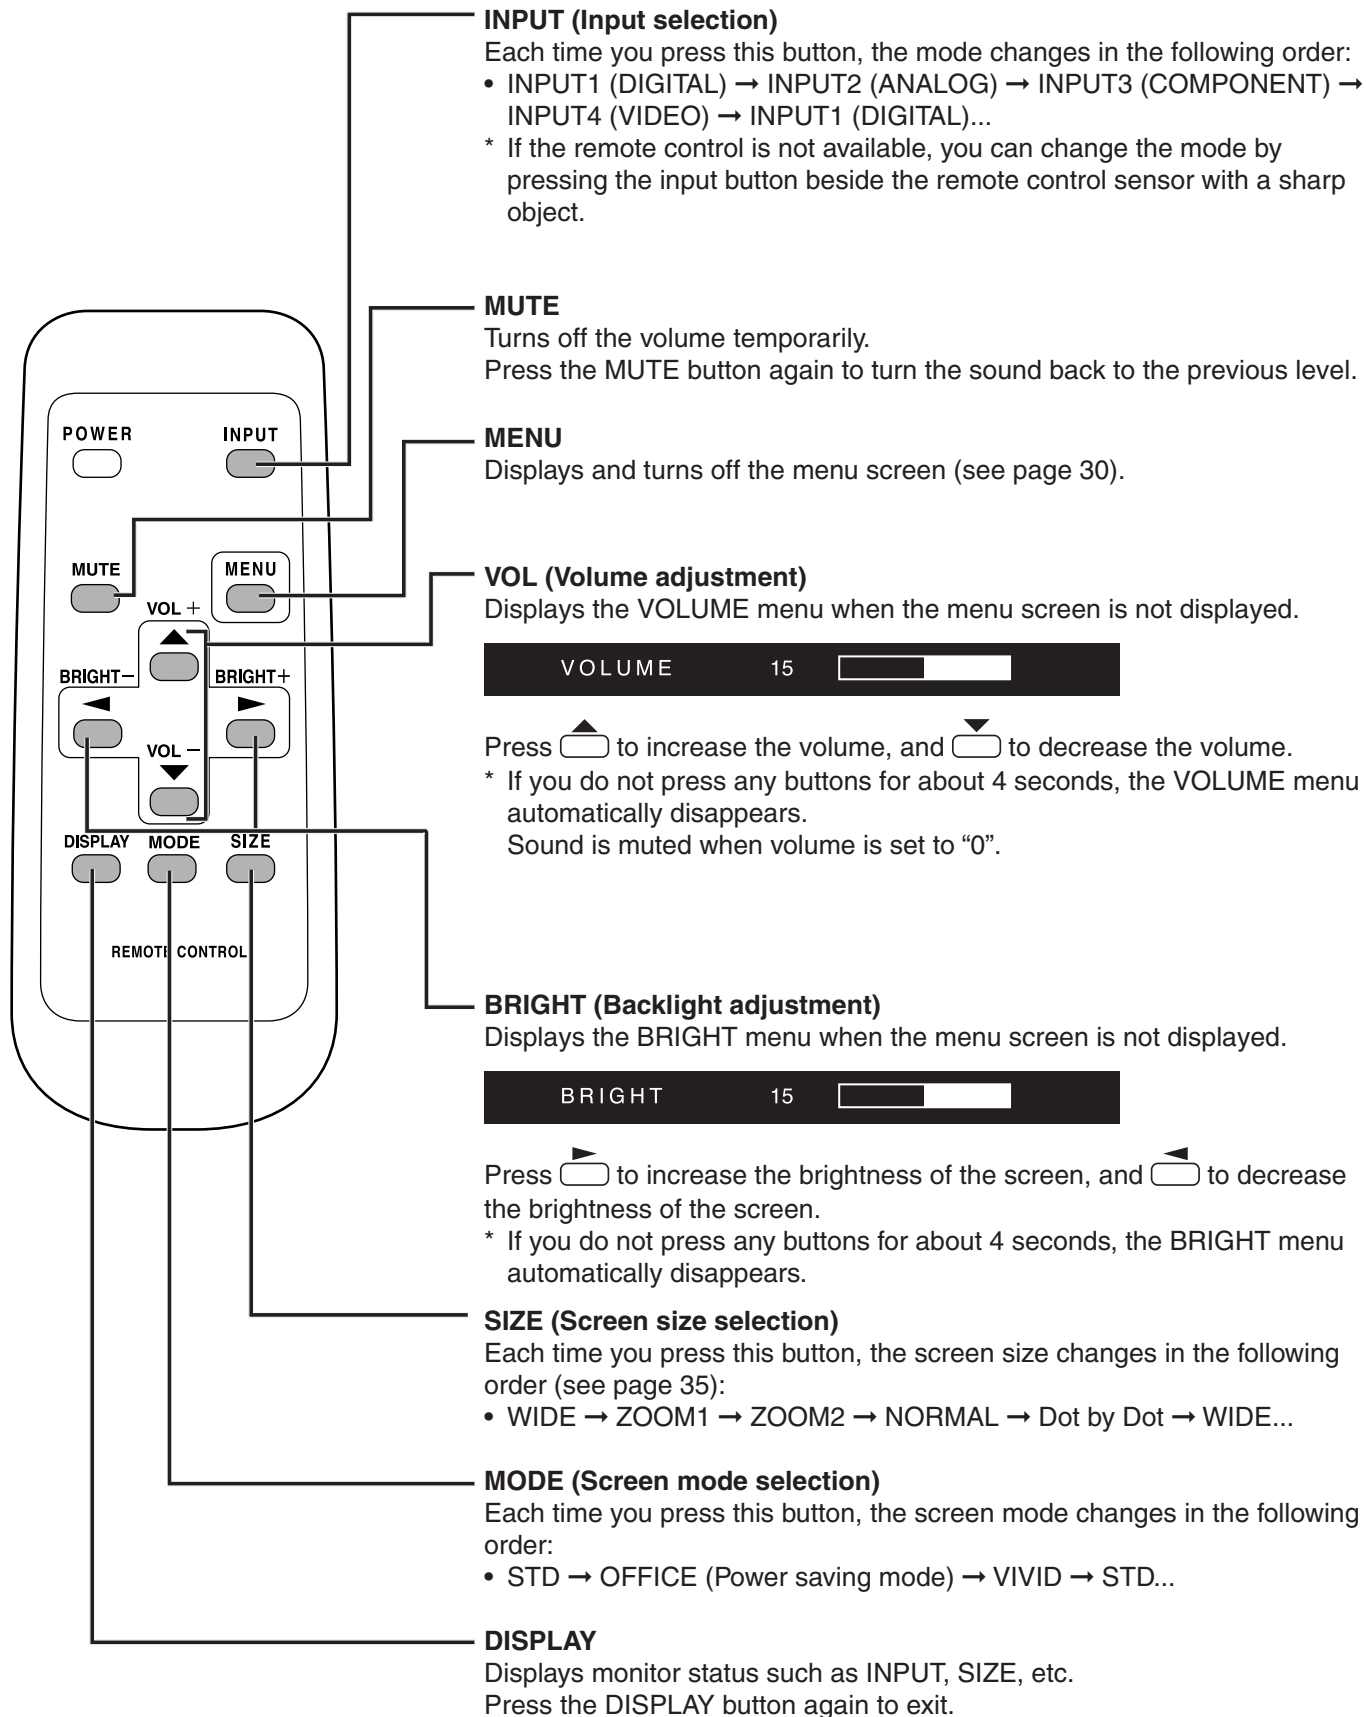 INPUT (Input selection)
Each time you press this button, the mode changes in the following order:
• INPUT1 (DIGITAL) → INPUT2 (ANALOG) → INPUT3 (COMPONENT) →
INPUT4 (VIDEO) → INPUT1 (DIGITAL)...
* If the remote control is not available, you can change the mode by
pressing the input button beside the remote control sensor with a sharp
object.
MUTE
Turns off the volume temporarily.
Press the MUTE button again to turn the sound back to the previous level.
MENU
Displays and turns off the menu screen (see page 30).
VOL (Volume adjustment)
Displays the VOLUME menu when the menu screen is not displayed.
VOLUME 15
Press to increase the volume, and to decrease the volume.
* If you do not press any buttons for about 4 seconds, the VOLUME menu
automatically disappears.
Sound is muted when volume is set to “0”.
BRIGHT (Backlight adjustment)
Displays the BRIGHT menu when the menu screen is not displayed.
BRIGHT 15
Press to increase the brightness of the screen, and to decrease
the brightness of the screen.
* If you do not press any buttons for about 4 seconds, the BRIGHT menu
automatically disappears.
SIZE (Screen size selection)
Each time you press this button, the screen size changes in the following
order (see page 35):
• WIDE → ZOOM1 → ZOOM2 → NORMAL → Dot by Dot → WIDE...
MODE (Screen mode selection)
Each time you press this button, the screen mode changes in the following
order:
• STD → OFFICE (Power saving mode) → VIVID → STD...
DISPLAY
Displays monitor status such as INPUT, SIZE, etc.
Press the DISPLAY button again to exit.
POWER INPUT
MUTE MENU
VOL +
BRIGHT− BRIGHT+
VOL −
DISPLAY MODE SIZE
REMOTE CONTROL